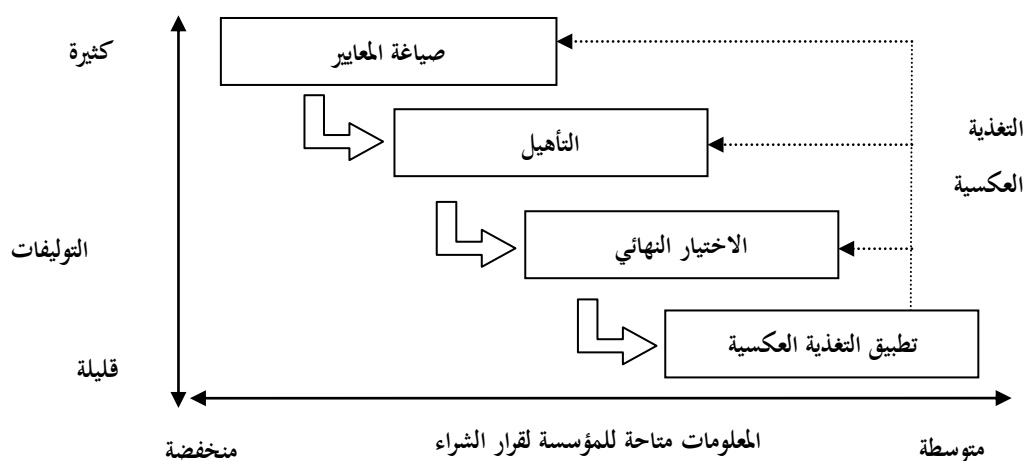 كثيرة
صياغة المعايير
التغذية
العكسية
التأهيل
الاختيار النهائي
التوليفات
تطبيق التغذية العكسية
قليلة
منخفضة
المعلومات متاحة للمؤسسة لقرار الشراء
متوسطة